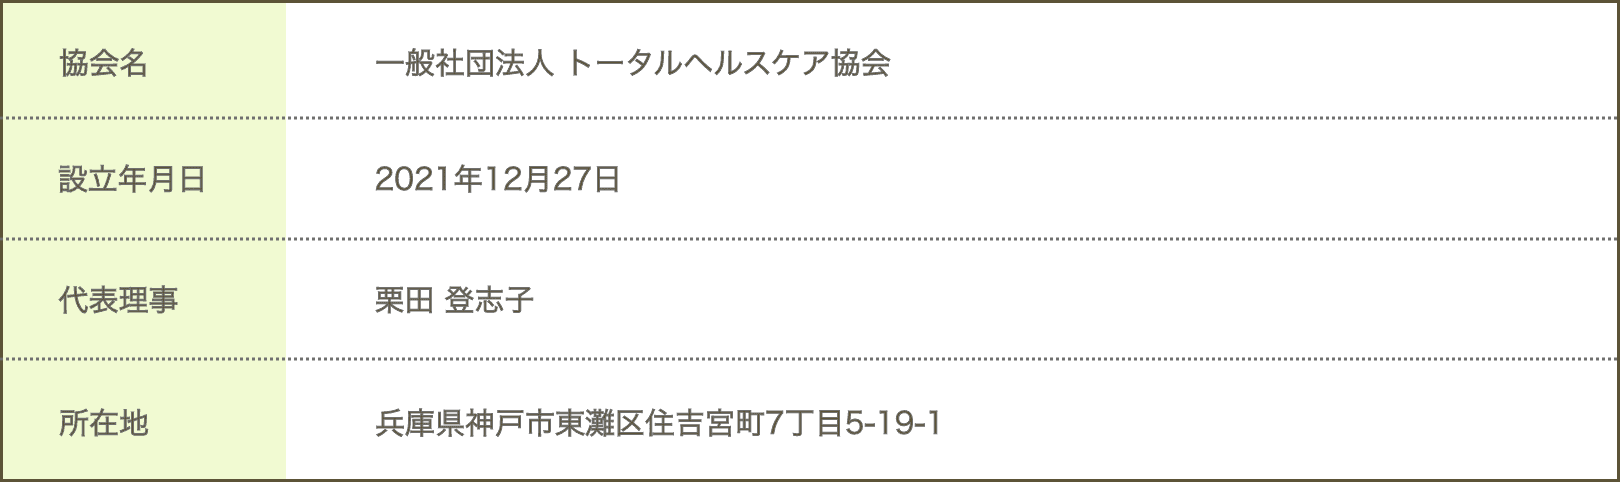 協会名 一般社団法人 トータルヘルスケア協会
設立年月日 2021年12月27日
代表理事 栗田 登志子
所在地 兵庫県神戸市東灘区住吉宮町7丁目5-19-1